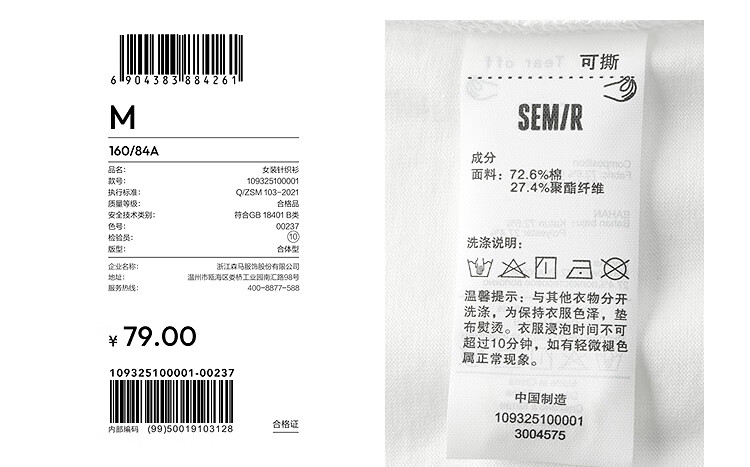 6 904383 884261
M
160/84A
品名: 女装针织衫
款号: 109325100001
执行标准: Q/ZSM 103-2021
质量等级: 合格品
安全技术类别: 符合GB 18401 B类
色号: 00237
检验员: 10
版型: 合体型
企业名称: 浙江森马服饰股份有限公司
地址: 温州市瓯海区娄桥工业园南汇路98号
服务热线: 400-8877-588
¥ 79.00
109325100001-00237
内部编码 (99)50019103128
合格证
Tear off
可撕
SEM/R
成分
面料: 72.6%棉
27.4%聚酯纤维
洗涤说明:
温馨提示: 与其他衣物分开
洗涤，为保持衣服色泽，垫
布熨烫。衣服浸泡时间不可
超过10分钟，如有轻微褪色
属正常现象。
中国制造
109325100001
3004575